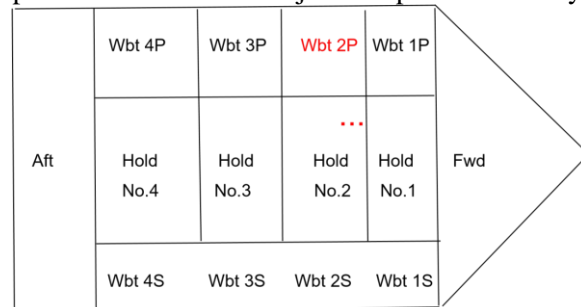 Wbt 4P Wbt 3P Wbt 2P Wbt 1P
...
Aft Hold Hold Hold Hold Fwd
No.4 No.3 No.2 No.1
Wbt 4S Wbt 3S Wbt 2S Wbt 1S